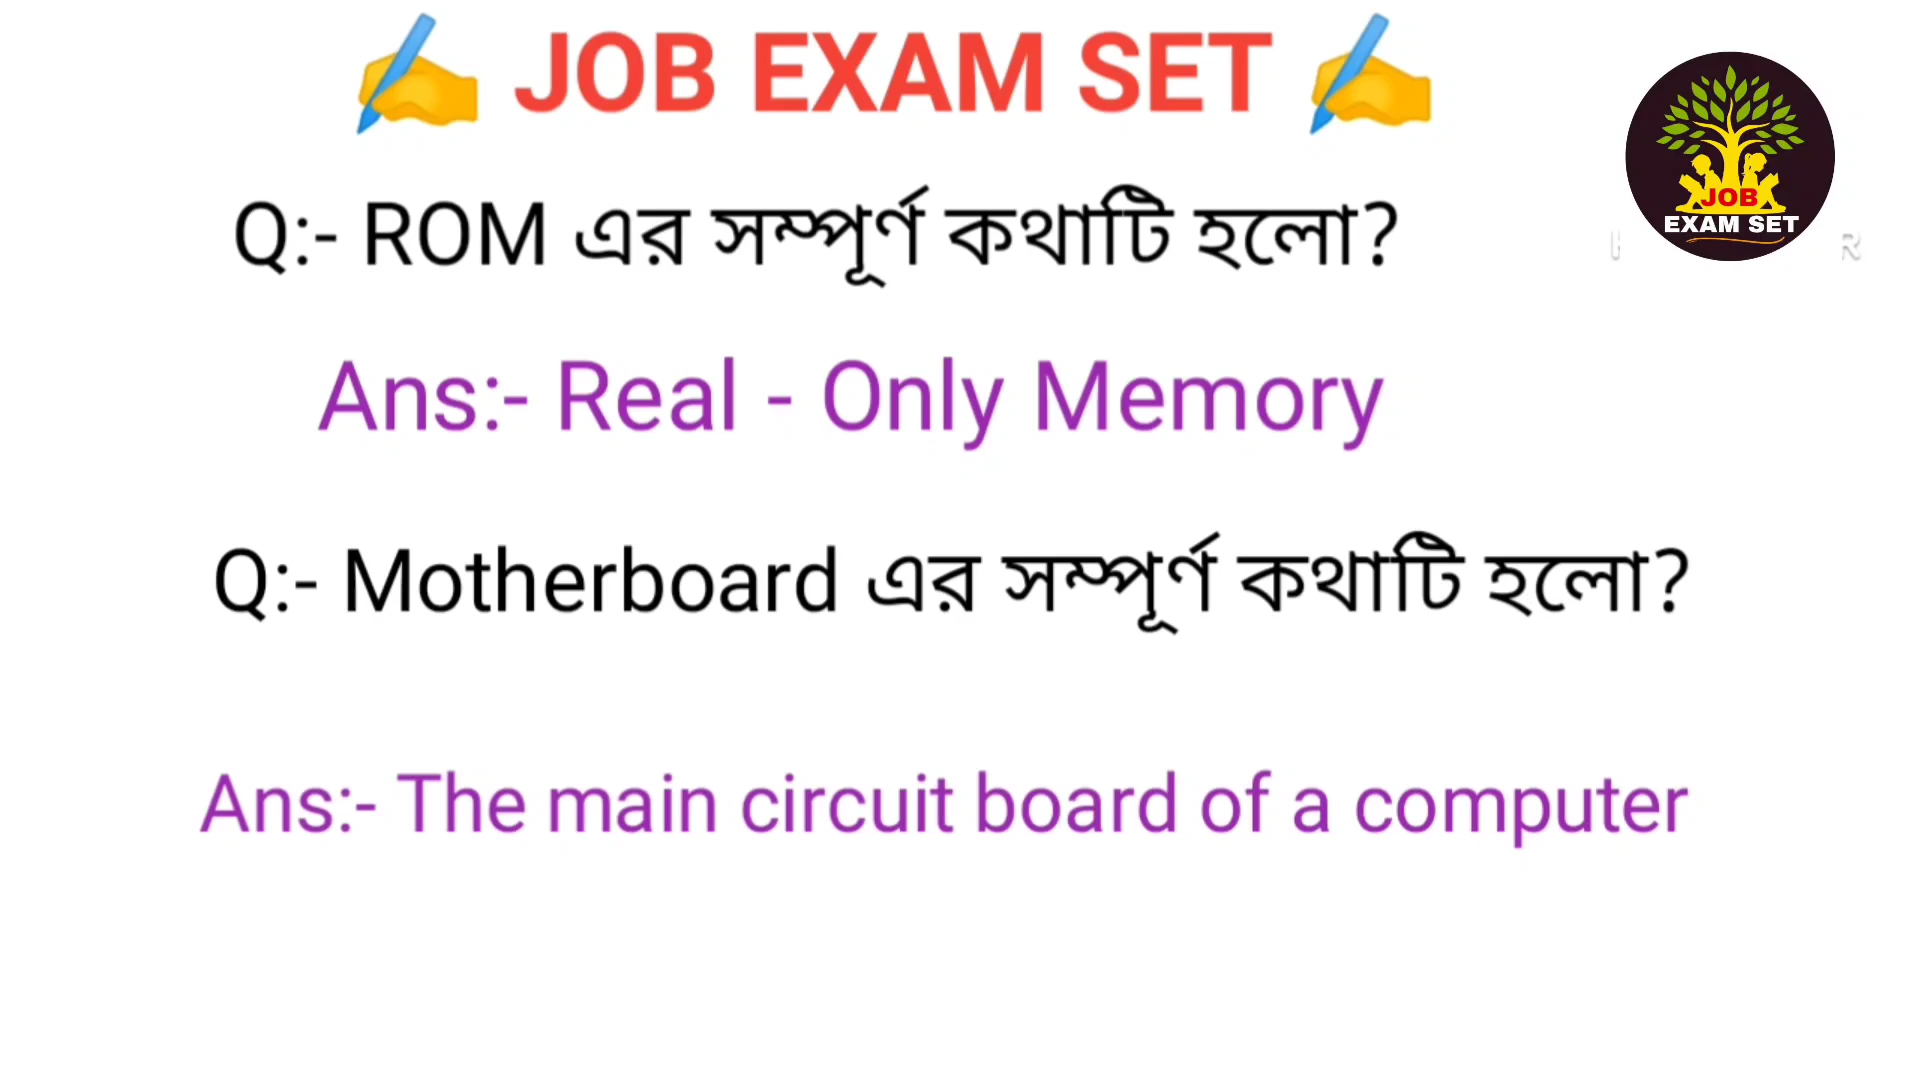 ✍️ JOB EXAM SET ✍️
Q:- ROM এর সম্পূর্ণ কথাটি হলো?
JOB
EXAM SET
Ans:- Real - Only Memory
Q:- Motherboard এর সম্পূর্ণ কথাটি হলো?
Ans:- The main circuit board of a computer